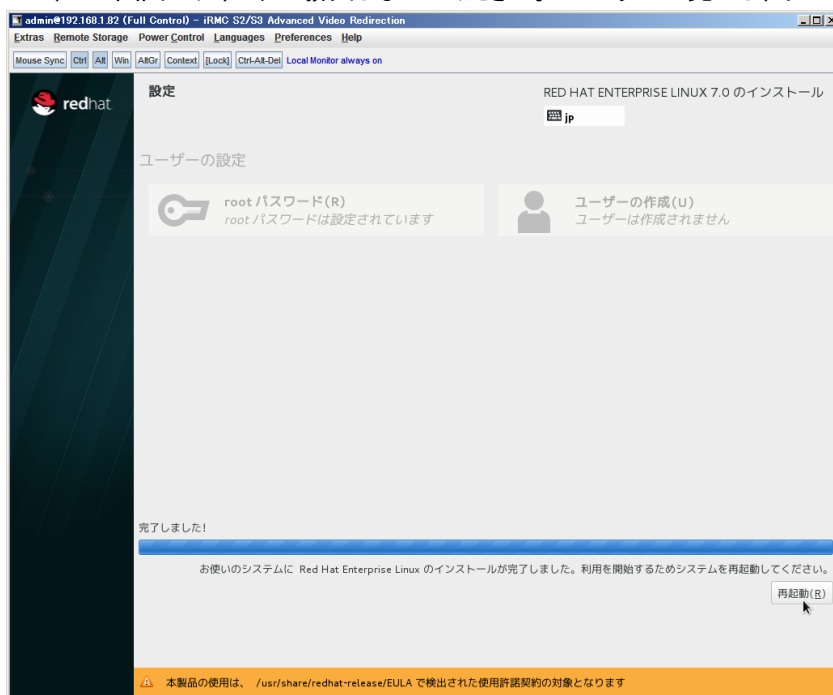 admin@192.168.1.82 (Full Control) - iRMC S2/S3 Advanced Video Redirection
Extras Remote Storage Power Control Languages Preferences Help
Mouse Sync Ctrl Alt Win AltGr Context [Lock] Ctrl-Alt-Del Local Monitor always on
redhat.
設定
RED HAT ENTERPRISE LINUX 7.0 のインストール
jp
ユーザーの設定
root パスワード(R)
root パスワードは設定されています
ユーザーの作成(U)
ユーザーは作成されません
完了しました!
お使いのシステムに Red Hat Enterprise Linux のインストールが完了しました。利用を開始するためシステムを再起動してください。
再起動(R)
本製品の使用は、 /usr/share/redhat-release/EULA で検出された使用許諾契約の対象となります